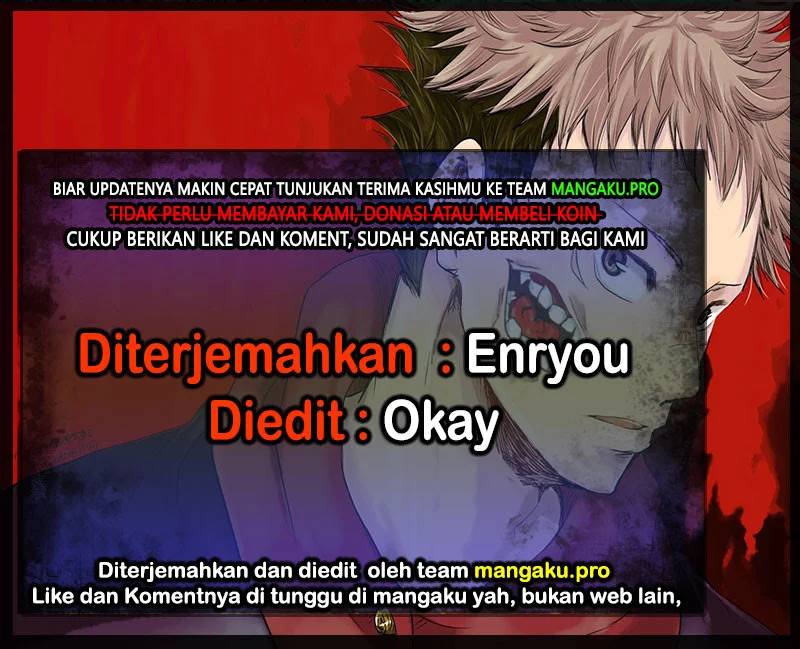 BIAR UPDATENYA MAKIN CEPAT TUNJUKAN TERIMA KASIHMU KE TEAM MANGAKU.PRO
TIDAK PERLU MEMBAYAR KAMI, DONASI ATAU MEMBELI KOIN
CUKUP BERIKAN LIKE DAN KOMENT, SUDAH SANGAT BERARTI BAGI KAMI
Diterjemahkan : Enryou
Diedit : Okay
Diterjemahkan dan diedit oleh team mangaku.pro
Like dan Komentnya di tunggu di mangaku yah, bukan web lain,